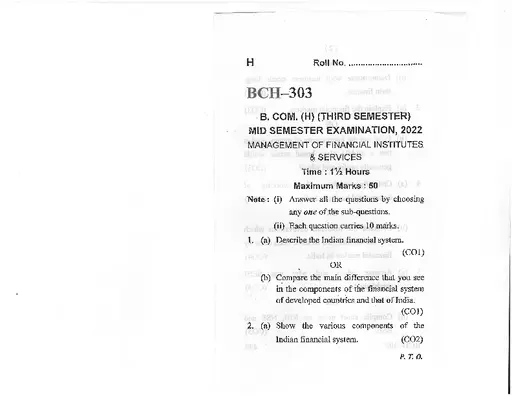 H Roll No. ..............................
BCH–303
B. COM. (H) (THIRD SEMESTER)
MID SEMESTER EXAMINATION, 2022
MANAGEMENT OF FINANCIAL INSTITUTES
& SERVICES
Time : 1½ Hours
Maximum Marks : 50
Note : (i) Answer all the questions by choosing
any one of the sub-questions.
(ii) Each question carries 10 marks.
1. (a) Describe the Indian financial system.
(CO1)
OR
(b) Compare the main difference that you see
in the components of the financial system
of developed countries and that of India.
(CO1)
2. (a) Show the various components of the
Indian financial system. (CO2)
P. T. O.